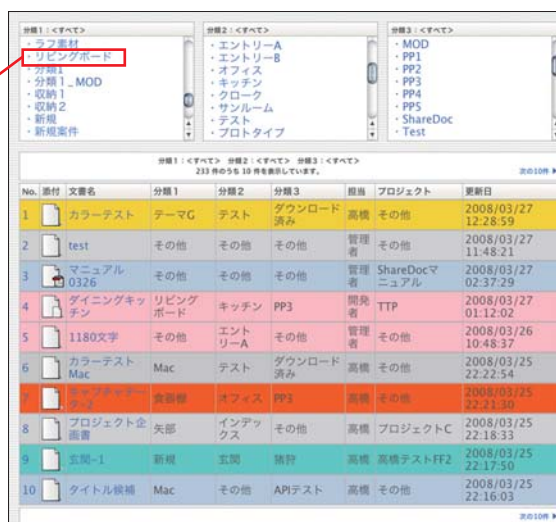 分類1：<すべて>
・ラフ素材
・リビングボード
・分類1
・分類1_MOD
・収納1
・収納2
・新規
・新規案件
分類2：<すべて>
・エントリーA
・エントリーB
・オフィス
・キッチン
・クローク
・サンルーム
・テスト
・プロトタイプ
分類3：<すべて>
・MOD
・PP1
・PP2
・PP3
・PP4
・PP5
・ShareDoc
・Test
分類1：<すべて> 分類2：<すべて> 分類3：<すべて>
233 件のうち 10 件を表示しています。
次の10件
No. 添付 文書名 分類1 分類2 分類3 担当 プロジェクト 更新日
1 カラーテスト テーマG テスト ダウンロード済み 高橋 その他 2008/03/27 12:28:59
2 test その他 その他 その他 管理者 その他 2008/03/27 11:48:21
3 マニュアル0326 その他 その他 その他 管理者 ShareDocマニュアル 2008/03/27 02:37:29
4 ダイニングキッチン リビングボード キッチン PP3 開発者 TTP 2008/03/27 01:12:02
5 1180文字 その他 エントリーA その他 管理者 その他 2008/03/26 10:48:37
6 カラーテストMac Mac テスト ダウンロード済み 高橋 その他 2008/03/25 22:22:54
7 食器棚 オフィス PP3 高橋 その他 2008/03/25 22:21:30
8 プロジェクト企画書 矢部 インデックス その他 高橋 プロジェクトC 2008/03/25 22:18:33
9 玄関-1 新規 玄関 猪狩 高橋 高橋テストFF2 2008/03/25 22:17:50
10 タイトル候補 Mac その他 APIテスト 高橋 その他 2008/03/25 22:16:03
次の10件